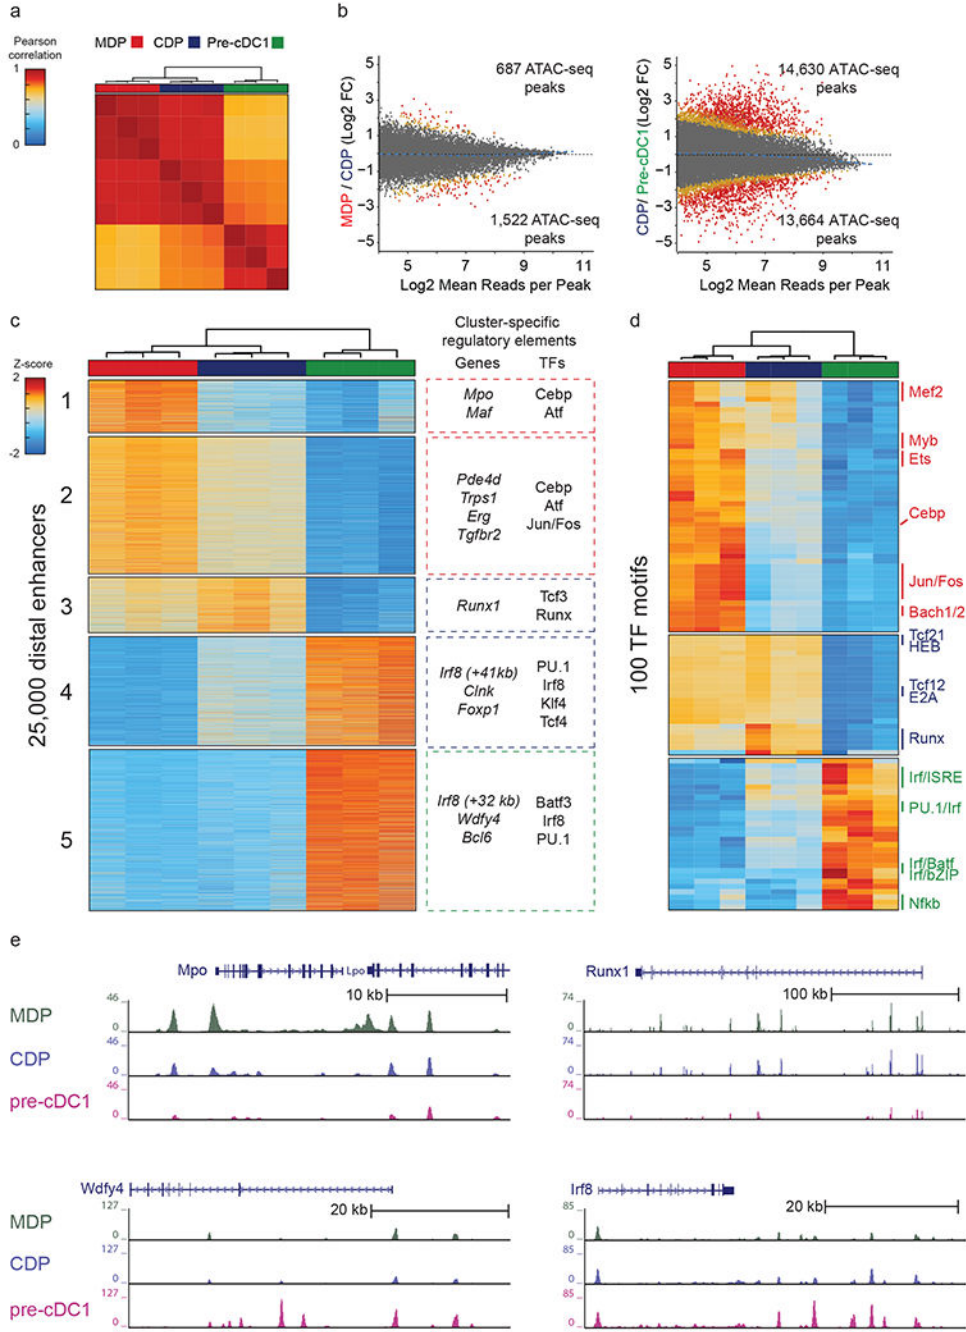 a
Pearson
correlation
1
0
MDP
CDP
Pre-cDC1
b
MDP / CDP (Log2 FC)
5
3
1
−1
−3
−5
687 ATAC-seq
peaks
1,522 ATAC-seq
peaks
5 7 9 11
Log2 Mean Reads per Peak
CDP/ Pre-cDC1 (Log2 FC)
5
3
1
−1
−3
−5
14,630 ATAC-seq
peaks
13,664 ATAC-seq
peaks
5 7 9 11
Log2 Mean Reads per Peak
c
Z-score
2
-2
25,000 distal enhancers
1
2
3
4
5
Cluster-specific
regulatory elements
Genes TFs
Mpo Cebp
Maf Atf
Pde4d
Trps1
Erg
Tgfbr2
Cebp
Atf
Jun/Fos
Runx1
Tcf3
Runx
Irf8 (+41kb)
Clnk
Foxp1
PU.1
Irf8
Klf4
Tcf4
Irf8 (+32 kb)
Wdfy4
Bcl6
Batf3
Irf8
PU.1
d
100 TF motifs
Mef2
Myb
Ets
Cebp
Jun/Fos
Bach1/2
Tcf21
HEB
Tcf12
E2A
Runx
Irf/ISRE
PU.1/Irf
Irf/Batf
Irf/bZIP
Nfkb
e
Mpo
Lpo
10 kb
MDP
46
0
CDP
46
0
pre-cDC1
46
0
Runx1
100 kb
74
0
74
0
74
0
Wdfy4
20 kb
MDP
127
0
CDP
127
0
pre-cDC1
127
0
Irf8
20 kb
85
0
85
0
85
0